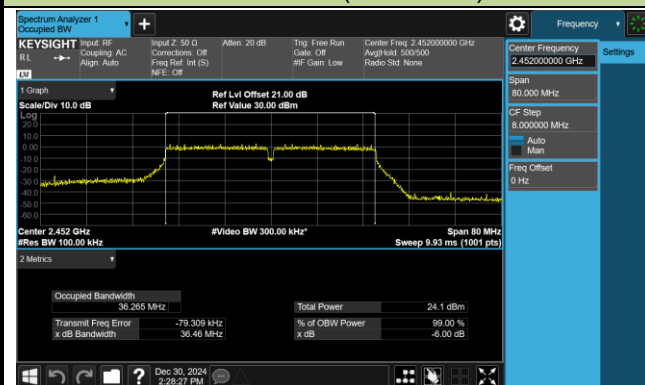 Spectrum Analyzer 1
Occupied BW
+
Frequency
KEYSIGHT
Input: RF
Input Z: 50 Ω
Atten: 20 dB
Trig: Free Run
Center Freq: 2.452000000 GHz
RL
Coupling: AC
Corrections: Off
Gate: Off
Avg|Hold: 500/500
Align: Auto
Freq Ref: Int (S)
#IF Gain: Low
Radio Std: None
LXI
NFE: Off
Center Frequency
2.452000000 GHz
Settings
Span
80.000 MHz
CF Step
8.000000 MHz
Auto
Man
Freq Offset
0 Hz
1 Graph
Ref Lvl Offset 21.00 dB
Scale/Div 10.0 dB
Ref Value 30.00 dBm
Log
20.0
10.0
0.00
-10.0
-20.0
-30.0
-40.0
-50.0
-60.0
Center 2.452 GHz
#Video BW 300.00 kHz*
Span 80 MHz
#Res BW 100.00 kHz
Sweep 9.93 ms (1001 pts)
2 Metrics
Occupied Bandwidth
36.265 MHz
Total Power
24.1 dBm
Transmit Freq Error
-79.309 kHz
% of OBW Power
99.00 %
x dB Bandwidth
36.46 MHz
x dB
-6.00 dB
?
Dec 30, 2024
2:28:27 PM